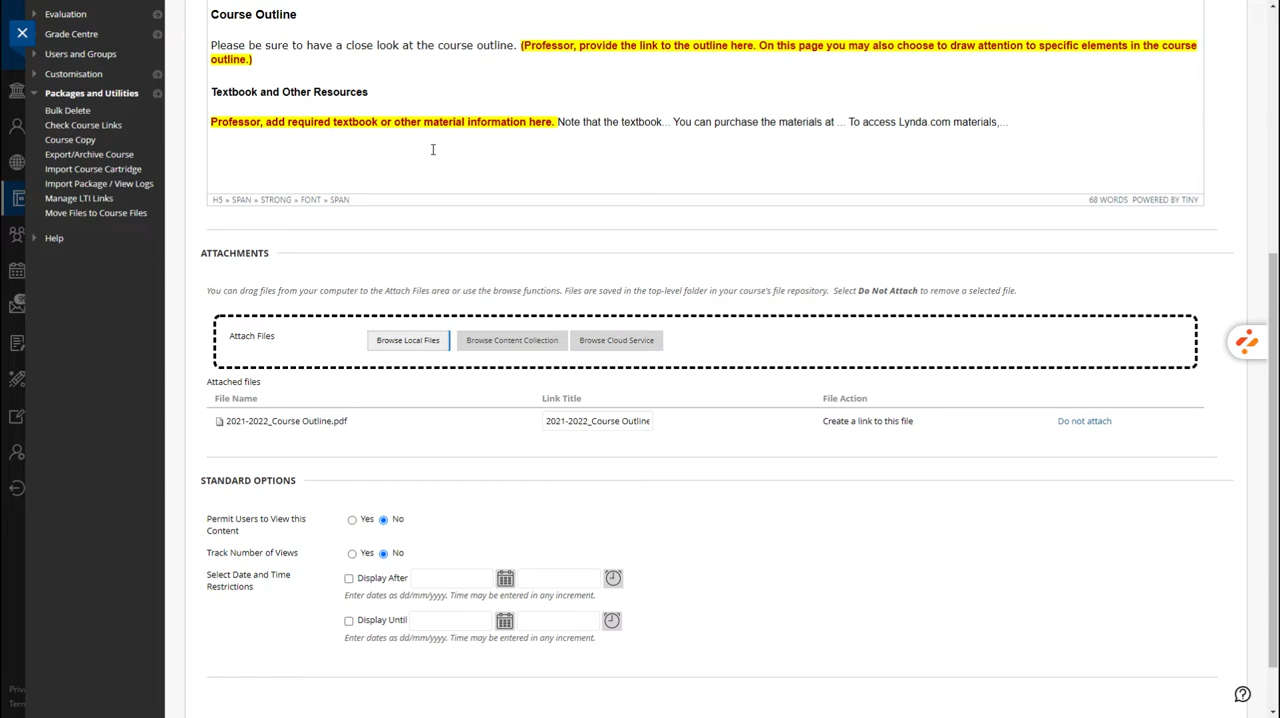 Evaluation
Grade Centre
Users and Groups
Customisation
Packages and Utilities
Bulk Delete
Check Course Links
Course Copy
Export/Archive Course
Import Course Cartridge
Import Package / View Logs
Manage LTI Links
Move Files to Course Files
Help
Course Outline
Please be sure to have a close look at the course outline. (Professor, provide the link to the outline here. On this page you may also choose to draw attention to specific elements in the course
outline.)
Textbook and Other Resources
Professor, add required textbook or other material information here. Note that the textbook... You can purchase the materials at ... To access Lynda.com materials,...
H5 » SPAN » STRONG » FONT » SPAN
68 WORDS POWERED BY TINY
ATTACHMENTS
You can drag files from your computer to the Attach Files area or use the browse functions. Files are saved in the top-level folder in your course's file repository. Select Do Not Attach to remove a selected file.
Attach Files
Browse Local Files
Browse Content Collection
Browse Cloud Service
Attached files
File Name
Link Title
File Action
2021-2022_Course Outline.pdf
2021-2022_Course Outline
Create a link to this file
Do not attach
STANDARD OPTIONS
Permit Users to View this
Content
Yes
No
Track Number of Views
Yes
No
Select Date and Time
Restrictions
Display After
Enter dates as dd/mm/yyyy. Time may be entered in any increment.
Display Until
Enter dates as dd/mm/yyyy. Time may be entered in any increment.